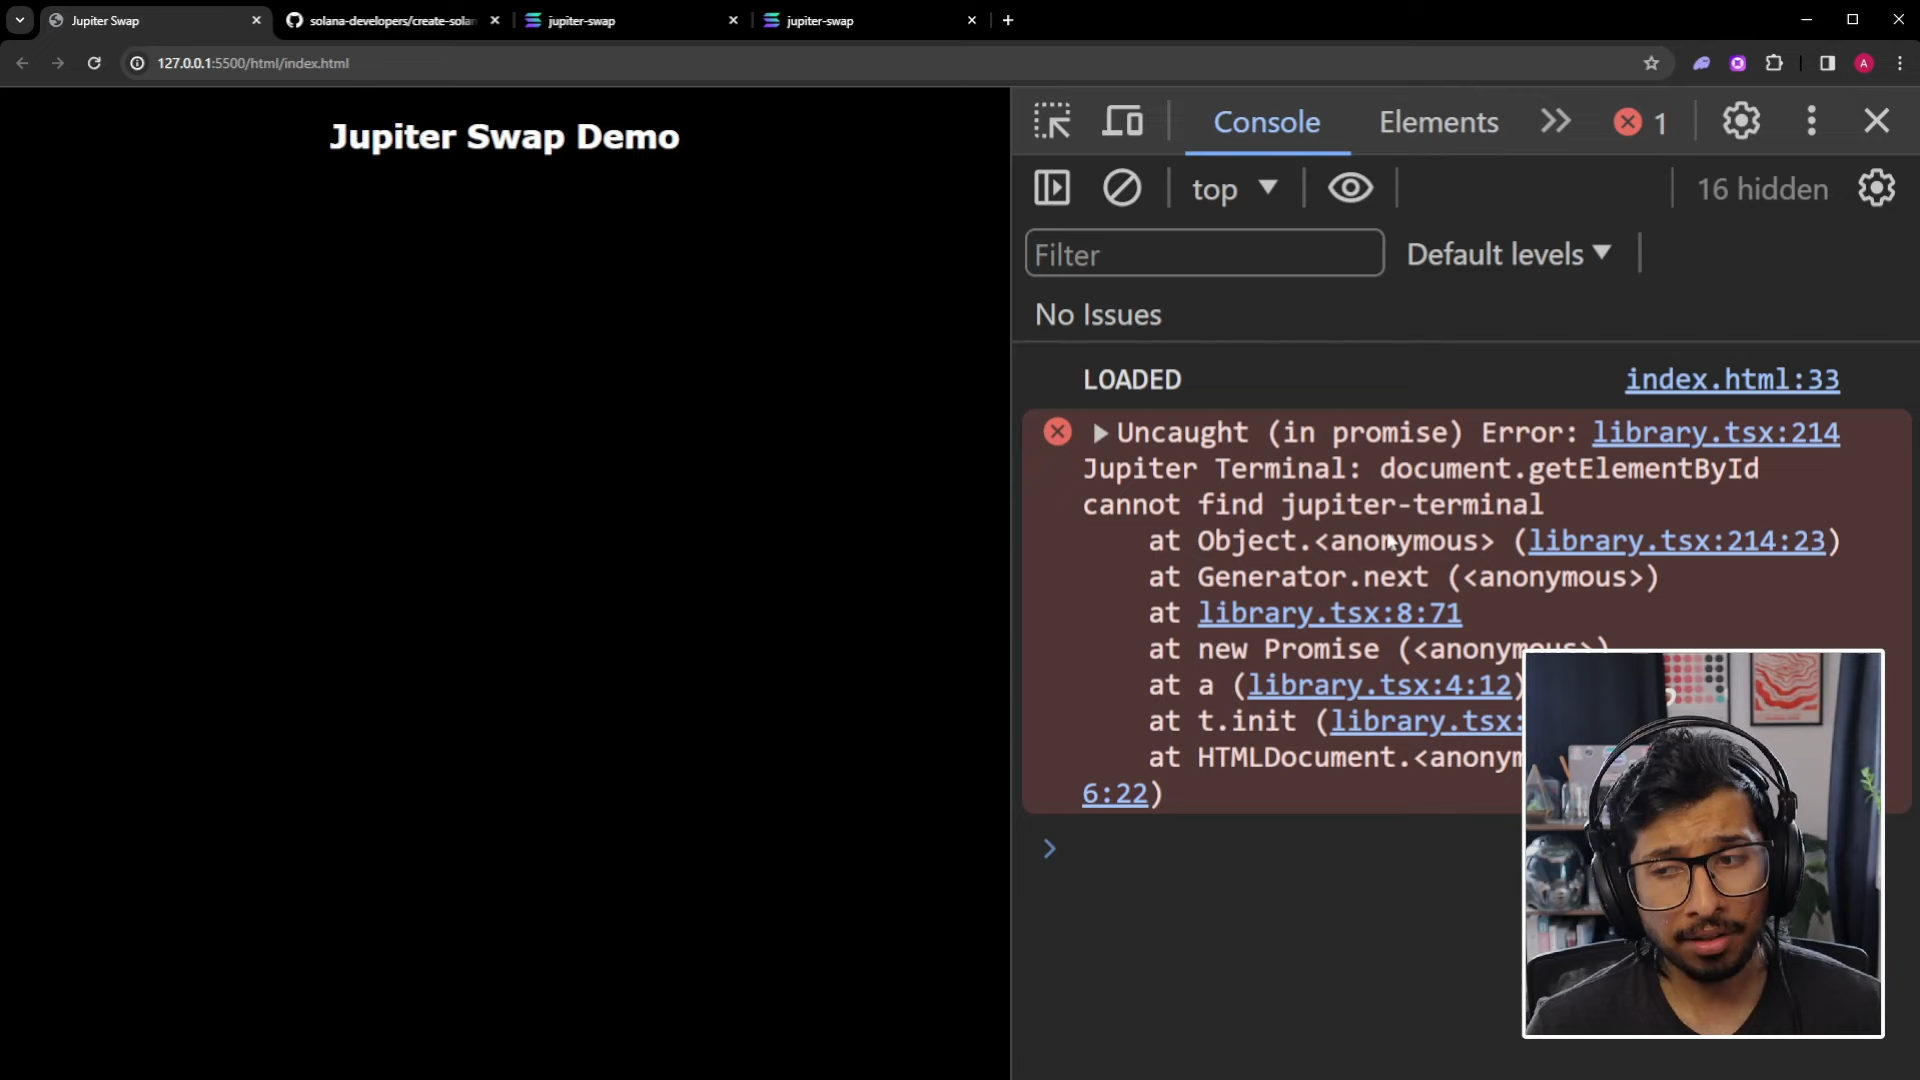 Jupiter Swap
solana-developers/create-solan
jupiter-swap
jupiter-swap
127.0.0.1:5500/html/index.html
A
Jupiter Swap Demo
Console
Elements
1
top
16 hidden
Filter
Default levels
No Issues
LOADED
index.html:33
Uncaught (in promise) Error: library.tsx:214
Jupiter Terminal: document.getElementById
cannot find jupiter-terminal
at Object.<anonymous> (library.tsx:214:23)
at Generator.next (<anonymous>)
at library.tsx:8:71
at new Promise (<anonymous>)
at a (library.tsx:4:12)
at t.init (library.tsx:
at HTMLDocument.<anonym
6:22)